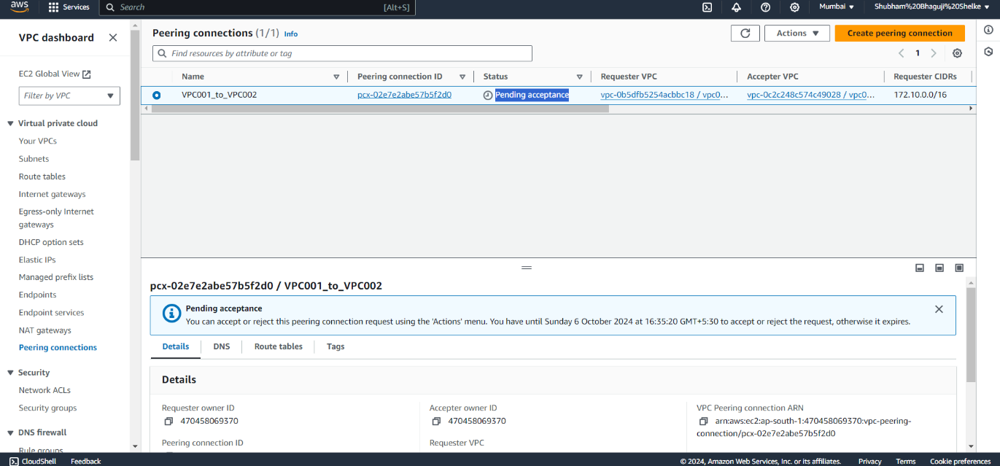 aws
Services
Search
[Alt+S]
Mumbai
Shubham%20Bhaguji%20Shelke
VPC dashboard
EC2 Global View
Filter by VPC
Virtual private cloud
Your VPCs
Subnets
Route tables
Internet gateways
Egress-only Internet
gateways
DHCP option sets
Elastic IPs
Managed prefix lists
Endpoints
Endpoint services
NAT gateways
Peering connections
Security
Network ACLs
Security groups
DNS firewall
Rule groups
Peering connections (1/1) Info
Actions
Create peering connection
Find resources by attribute or tag
1
Name Peering connection ID Status Requester VPC Accepter VPC Requester CIDRs
VPC001_to_VPC002 pcx-02e7e2abe57b5f2d0 Pending acceptance vpc-0b5dfb5254acbbc18 / vpc0... vpc-0c2c248c574c49028 / vpc0... 172.10.0.0/16
pcx-02e7e2abe57b5f2d0 / VPC001_to_VPC002
Pending acceptance
You can accept or reject this peering connection request using the 'Actions' menu. You have until Sunday 6 October 2024 at 16:35:20 GMT+5:30 to accept or reject the request, otherwise it expires.
Details DNS Route tables Tags
Details
Requester owner ID
470458069370
Peering connection ID
Accepter owner ID
470458069370
Requester VPC
VPC Peering connection ARN
arn:aws:ec2:ap-south-1:470458069370:vpc-peering-
connection/pcx-02e7e2abe57b5f2d0
CloudShell Feedback © 2024, Amazon Web Services, Inc. or its affiliates. Privacy Terms Cookie preferences